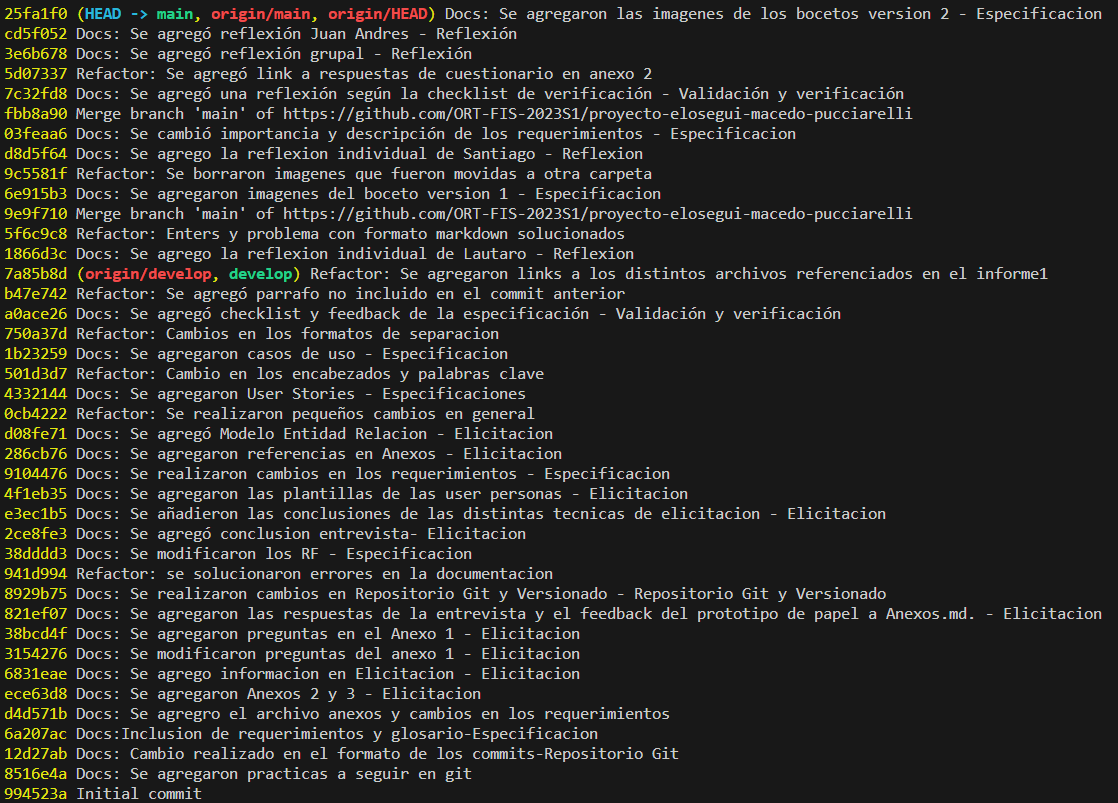 25fa1f0 (HEAD -> main, origin/main, origin/HEAD) Docs: Se agregaron las imagenes de los bocetos version 2 - Especificacion
cd5f052 Docs: Se agregó reflexión Juan Andres - Reflexión
3e6b678 Docs: Se agregó reflexión grupal - Reflexión
5d07337 Refactor: Se agregó link a respuestas de cuestionario en anexo 2
7c32fd8 Docs: Se agregó una reflexión según la checklist de verificación - Validación y verificación
fbb8a90 Merge branch 'main' of https://github.com/ORT-FIS-2023S1/proyecto-elosegui-macedo-pucciarelli
03feaa6 Docs: Se cambió importancia y descripción de los requerimientos - Especificacion
d8d5f64 Docs: Se agrego la reflexion individual de Santiago - Reflexion
9c5581f Refactor: Se borraron imagenes que fueron movidas a otra carpeta
6e915b3 Docs: Se agregaron imagenes del boceto version 1 - Especificacion
9e9f710 Merge branch 'main' of https://github.com/ORT-FIS-2023S1/proyecto-elosegui-macedo-pucciarelli
5f6c9c8 Refactor: Enters y problema con formato markdown solucionados
1866d3c Docs: Se agrego la reflexion individual de Lautaro - Reflexion
7a85b8d (origin/develop, develop) Refactor: Se agregaron links a los distintos archivos referenciados en el informe1
b47e742 Refactor: Se agregó parrafo no incluido en el commit anterior
a0ace26 Docs: Se agregó checklist y feedback de la especificación - Validación y verificación
750a37d Refactor: Cambios en los formatos de separacion
1b23259 Docs: Se agregaron casos de uso - Especificacion
501d3d7 Refactor: Cambio en los encabezados y palabras clave
4332144 Docs: Se agregaron User Stories - Especificaciones
0cb4222 Refactor: Se realizaron pequeños cambios en general
d08fe71 Docs: Se agregó Modelo Entidad Relacion - Elicitacion
286cb76 Docs: Se agregaron referencias en Anexos - Elicitacion
9104476 Docs: Se realizaron cambios en los requerimientos - Especificacion
4f1eb35 Docs: Se agregaron las plantillas de las user personas - Elicitacion
e3ec1b5 Docs: Se añadieron las conclusiones de las distintas tecnicas de elicitacion - Elicitacion
2ce8fe3 Docs: Se agregó conclusion entrevista- Elicitacion
38dddd3 Docs: Se modificaron los RF - Especificacion
941d994 Refactor: se solucionaron errores en la documentacion
8929b75 Docs: Se realizaron cambios en Repositorio Git y Versionado - Repositorio Git y Versionado
821ef07 Docs: Se agregaron las respuestas de la entrevista y el feedback del prototipo de papel a Anexos.md. - Elicitacion
38bcd4f Docs: Se agregaron preguntas en el Anexo 1 - Elicitacion
3154276 Docs: Se modificaron preguntas del anexo 1 - Elicitacion
6831eae Docs: Se agrego informacion en Elicitacion - Elicitacion
ece63d8 Docs: Se agregaron Anexos 2 y 3 - Elicitacion
d4d571b Docs: Se agregro el archivo anexos y cambios en los requerimientos
6a207ac Docs:Inclusion de requerimientos y glosario-Especificacion
12d27ab Docs: Cambio realizado en el formato de los commits-Repositorio Git
8516e4a Docs: Se agregaron practicas a seguir en git
994523a Initial commit